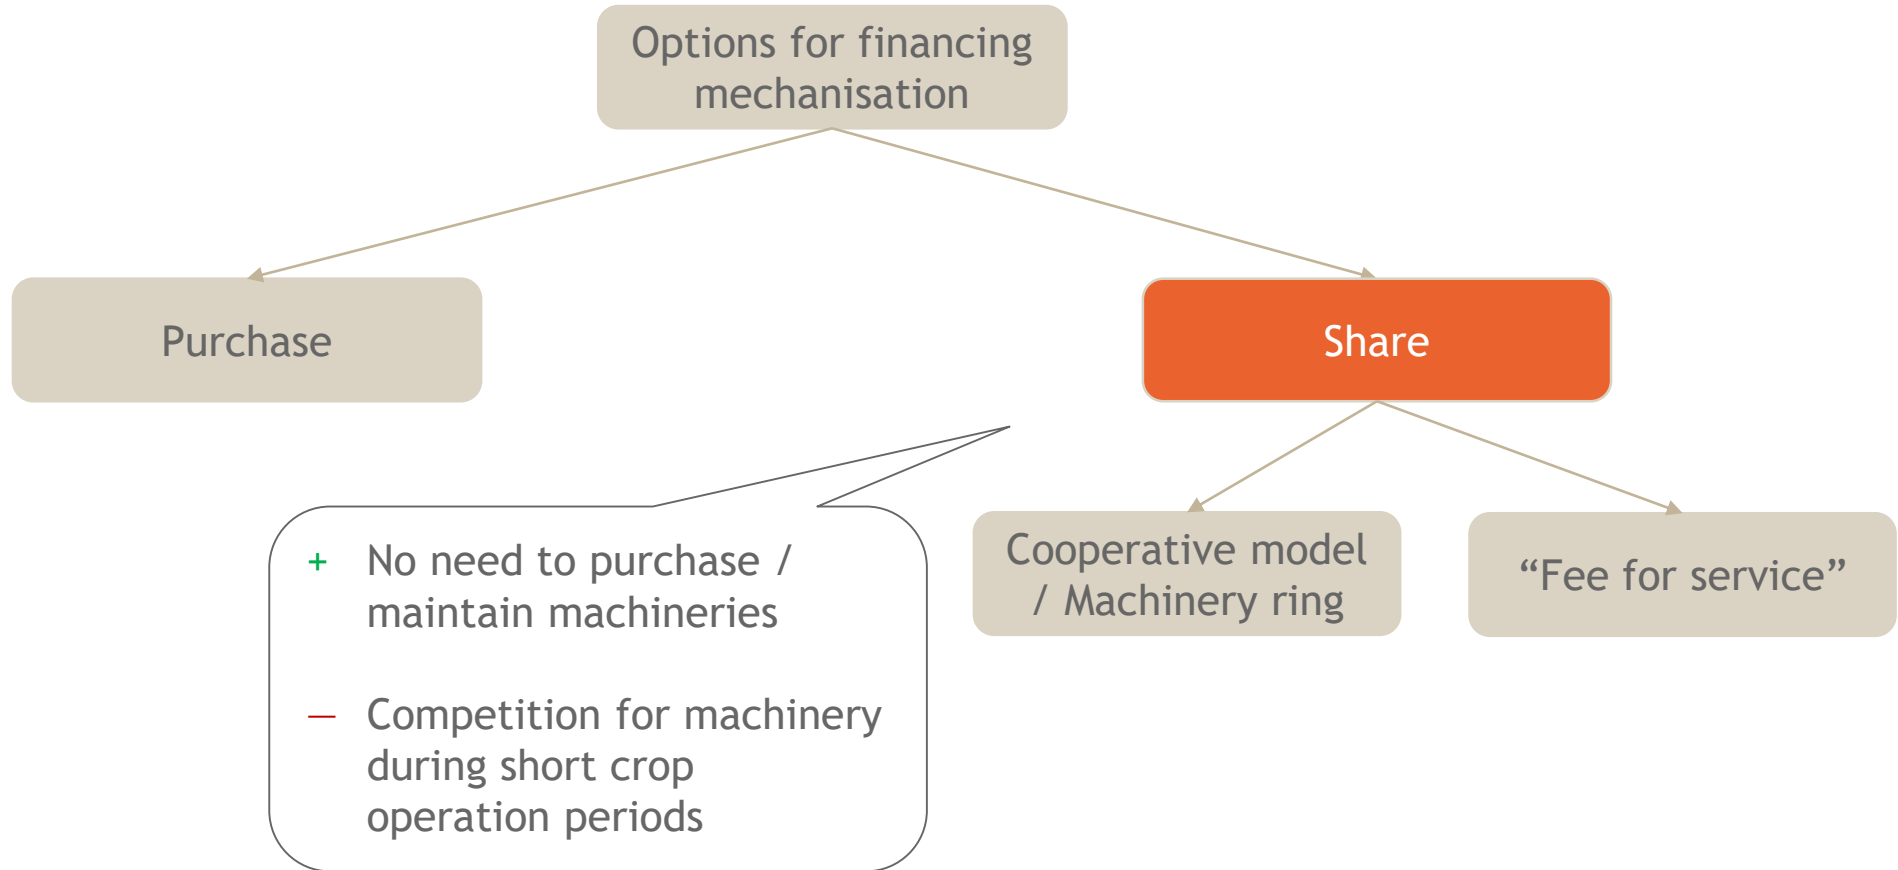 Options for financing
mechanisation
Purchase
Share
+ No need to purchase /
maintain machineries
— Competition for machinery
during short crop
operation periods
Cooperative model
/ Machinery ring
“Fee for service”